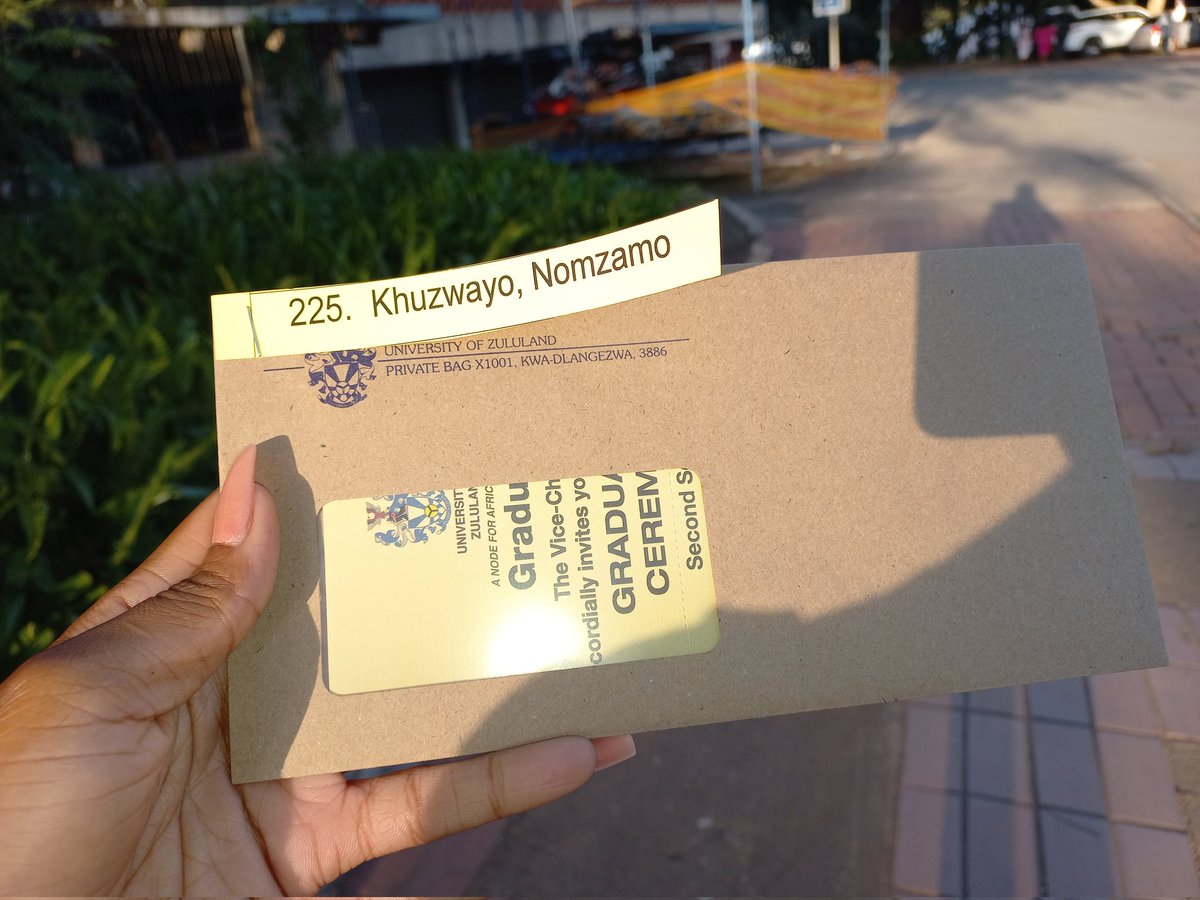 225. Khuzwayo, Nomzamo
UNIVERSITY OF ZULULAND
PRIVATE BAG X1001, KWA-DLANGEZWA, 3886
UNIVERSIT
ZULULAN
A NODE FOR AFRIC
Gradu
The Vice-Ch
cordially invites yo
GRADUA
CEREM
Second S